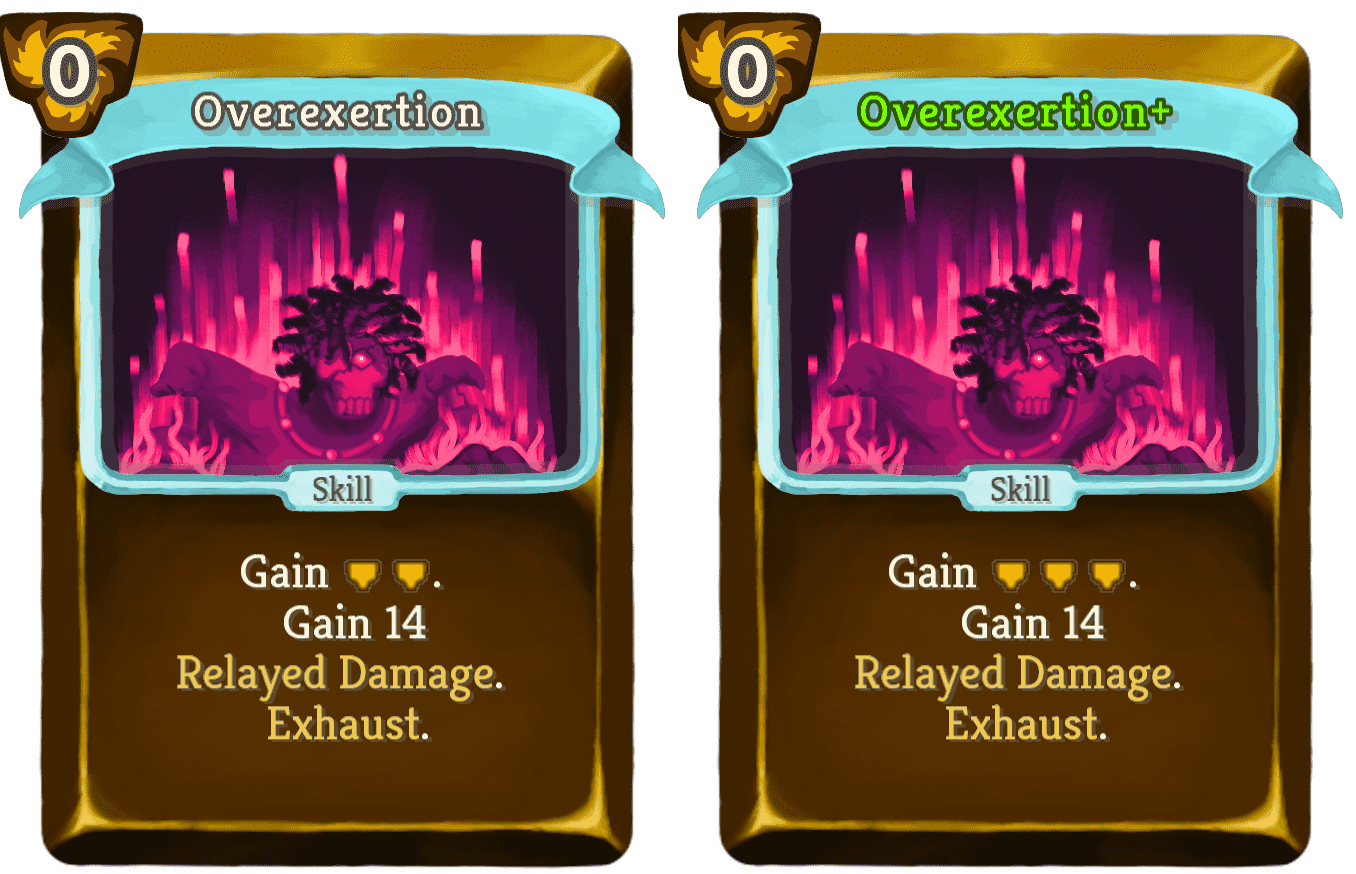 0
Overexertion
Skill
Gain .
Gain 14
Relayed Damage.
Exhaust.
0
Overexertion+
Skill
Gain .
Gain 14
Relayed Damage.
Exhaust.